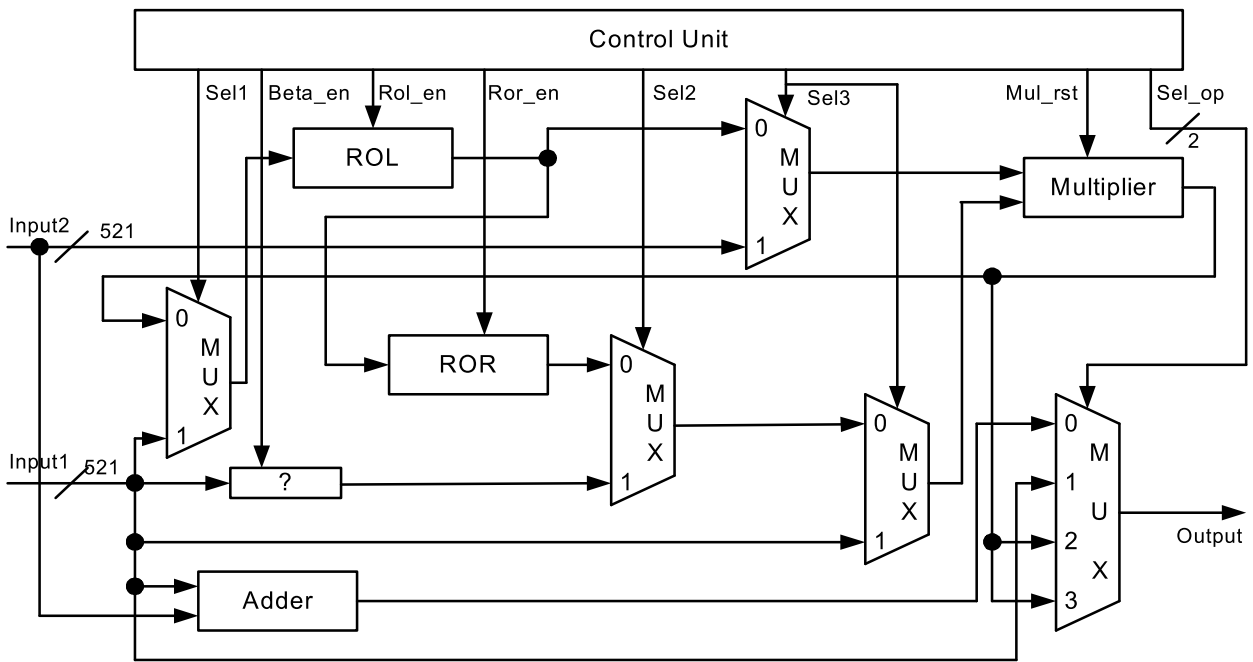 Control Unit
Sel1
Beta_en
Rol_en
Ror_en
Sel2
Sel3
Mul_rst
Sel_op
2
0
M
U
X
1
ROL
Multiplier
Input2
521
0
M
U
X
1
ROR
0
M
U
X
1
0
M
U
X
1
0
M
1
U
2
X
3
Input1
521
?
Output
Adder